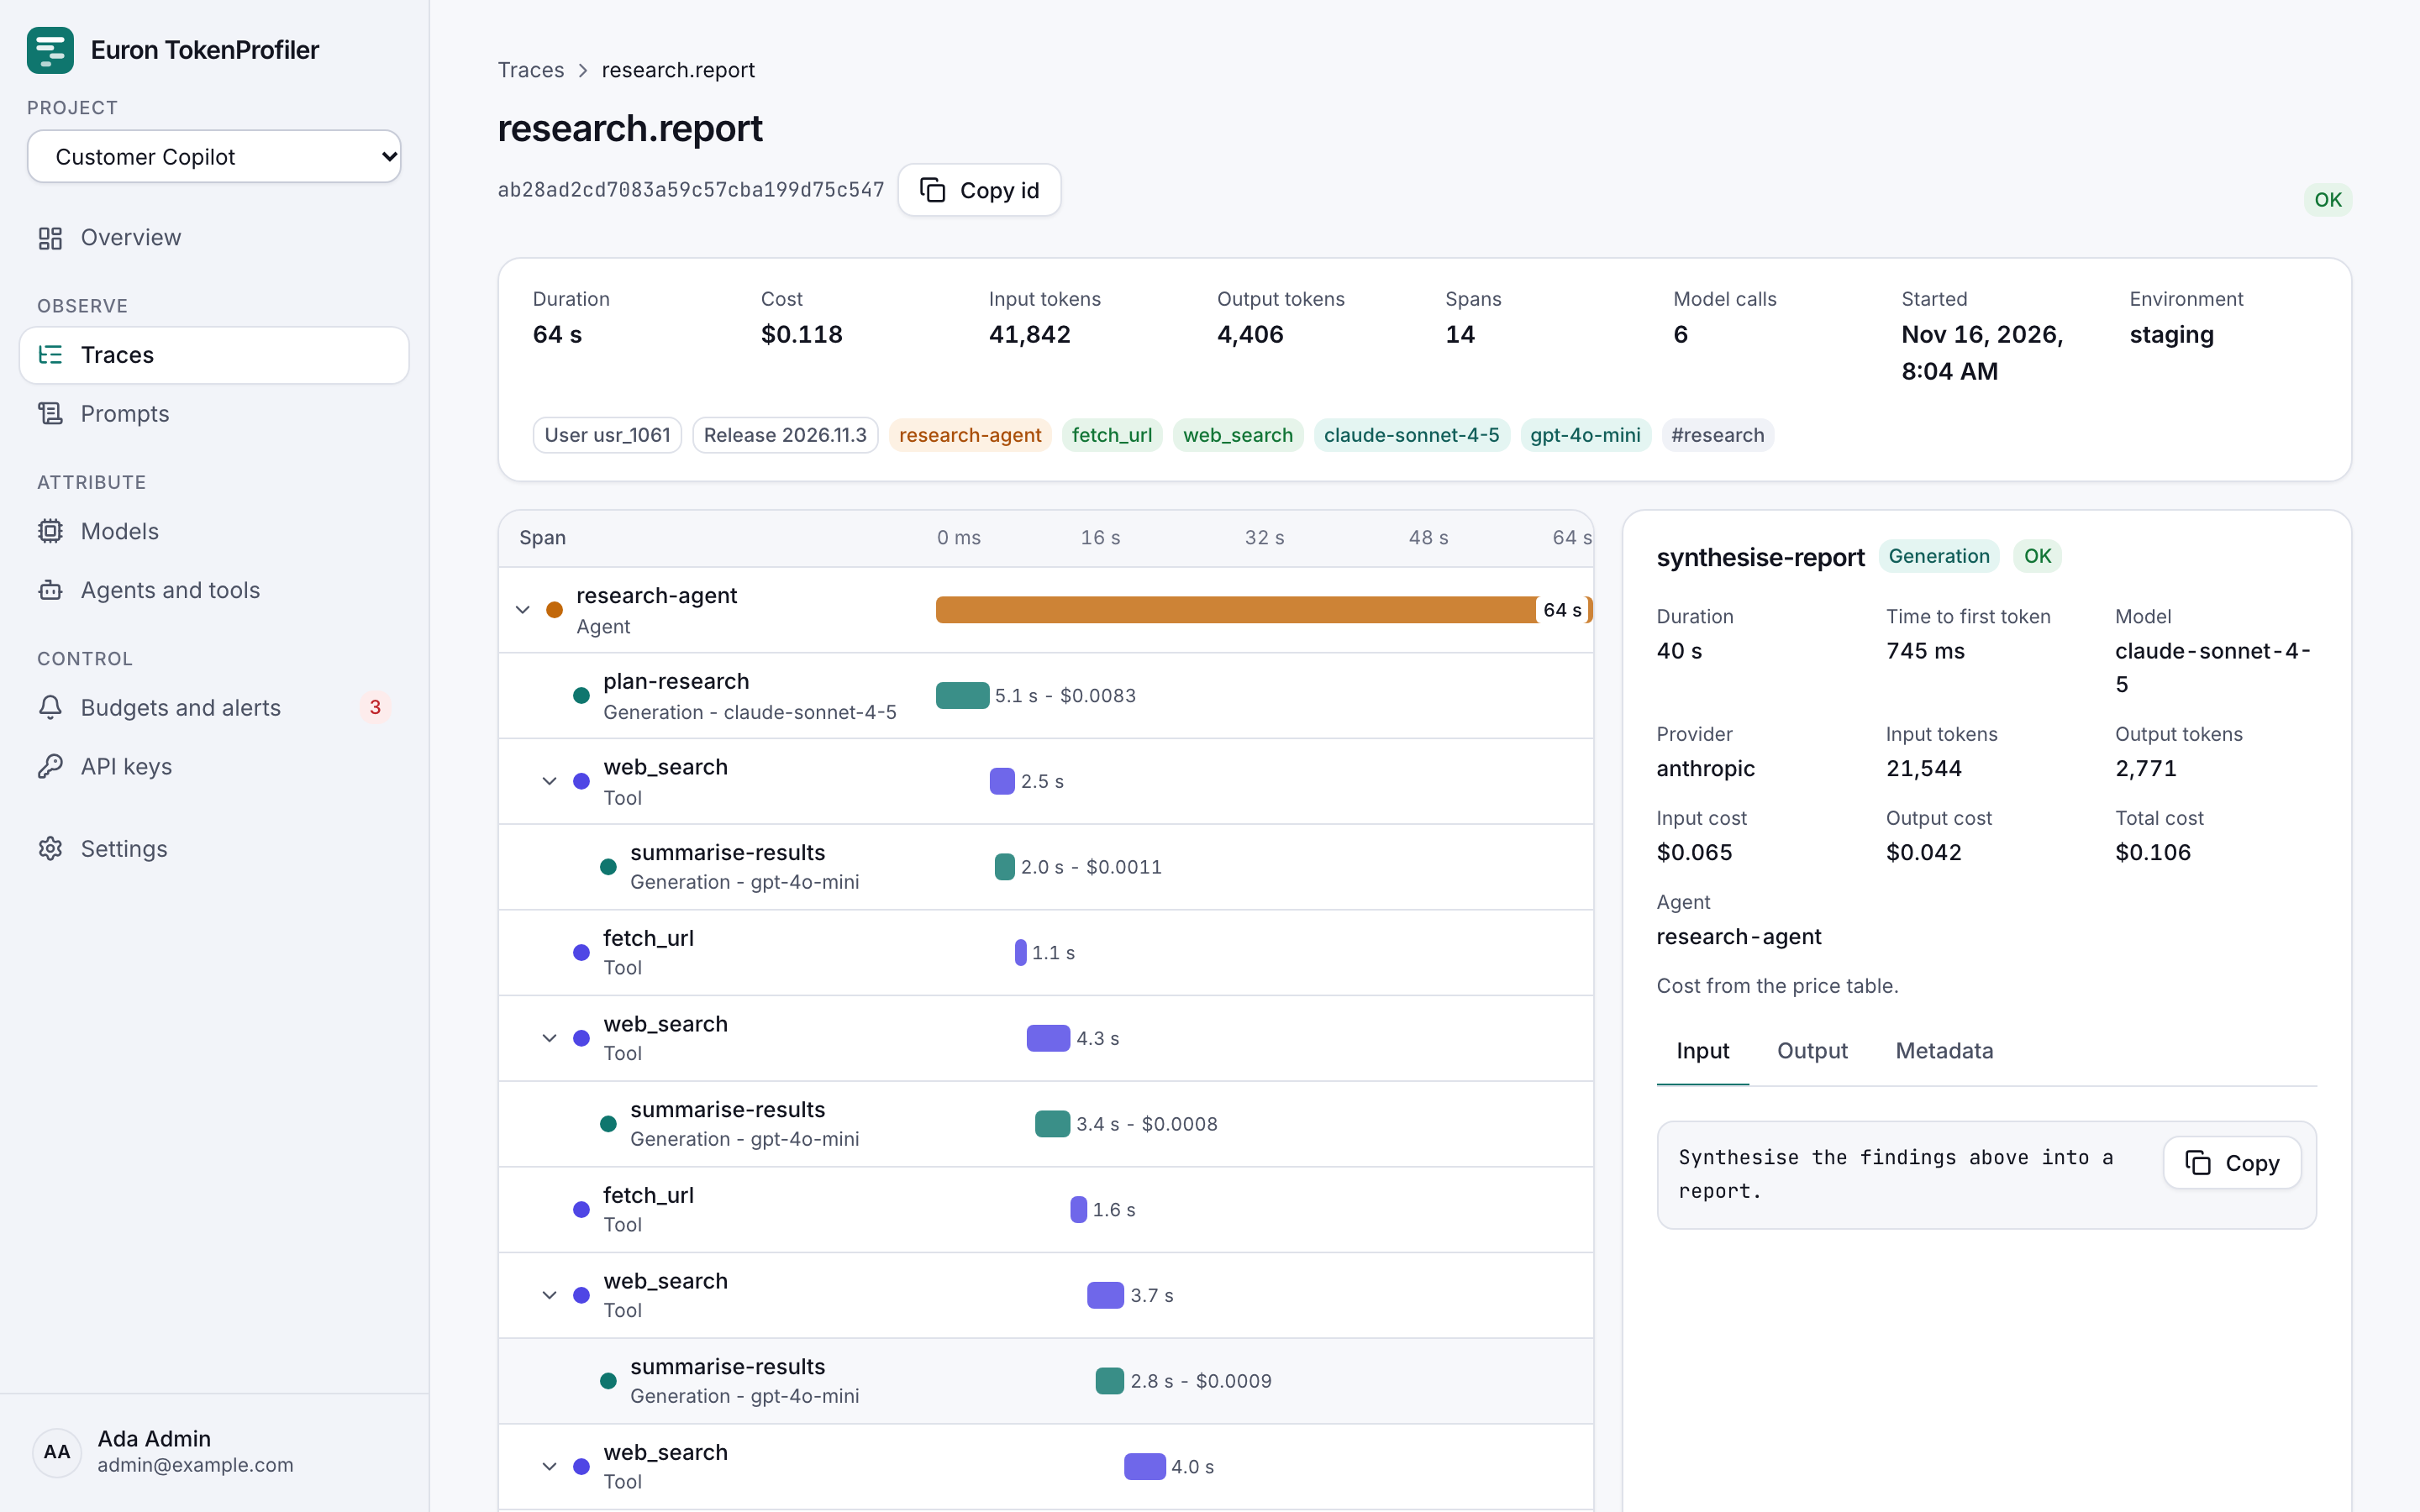 Euron TokenProfiler
PROJECT
Customer Copilot
Overview
OBSERVE
Traces
Prompts
ATTRIBUTE
Models
Agents and tools
CONTROL
Budgets and alerts
3
API keys
Settings
AA
Ada Admin
admin@example.com
Traces > research.report
research.report
ab28ad2cd7083a59c57cba199d75c547
Copy id
OK
Duration
64 s
Cost
$0.118
Input tokens
41,842
Output tokens
4,406
Spans
14
Model calls
6
Started
Nov 16, 2026,
8:04 AM
Environment
staging
User usr_1061
Release 2026.11.3
research-agent
fetch_url
web_search
claude-sonnet-4-5
gpt-4o-mini
#research
Span
0 ms
16 s
32 s
48 s
64 s
research-agent
Agent
64 s
plan-research
Generation - claude-sonnet-4-5
5.1 s - $0.0083
web_search
Tool
2.5 s
summarise-results
Generation - gpt-4o-mini
2.0 s - $0.0011
fetch_url
Tool
1.1 s
web_search
Tool
4.3 s
summarise-results
Generation - gpt-4o-mini
3.4 s - $0.0008
fetch_url
Tool
1.6 s
web_search
Tool
3.7 s
summarise-results
Generation - gpt-4o-mini
2.8 s - $0.0009
web_search
Tool
4.0 s
synthesise-report
Generation
OK
Duration
40 s
Time to first token
745 ms
Model
claude-sonnet-4-
5
Provider
anthropic
Input tokens
21,544
Output tokens
2,771
Input cost
$0.065
Output cost
$0.042
Total cost
$0.106
Agent
research-agent
Cost from the price table.
Input
Output
Metadata
Synthesise the findings above into a
report.
Copy